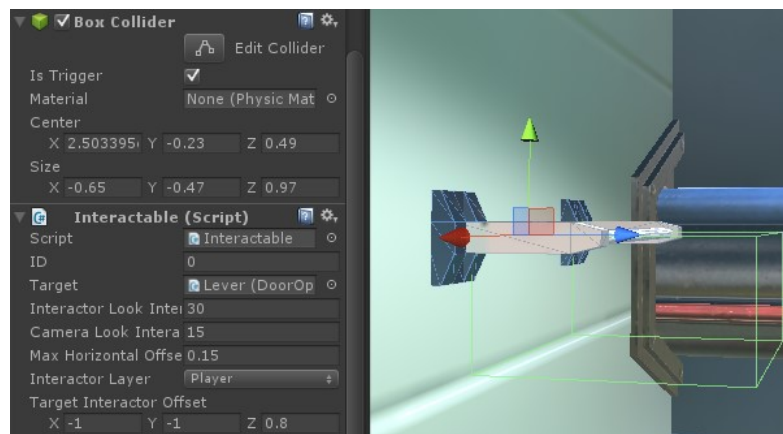 Box Collider
Edit Collider
Is Trigger
Material None (Physic Mat
Center
X 2.503395 Y -0.23 Z 0.49
Size
X -0.65 Y -0.47 Z 0.97
Interactable (Script)
Script Interactable
ID 0
Target Lever (DoorOp
Interactor Look Inter 30
Camera Look Intera 15
Max Horizontal Offse 0.15
Interactor Layer Player
Target Interactor Offset
X -1 Y -1 Z 0.8